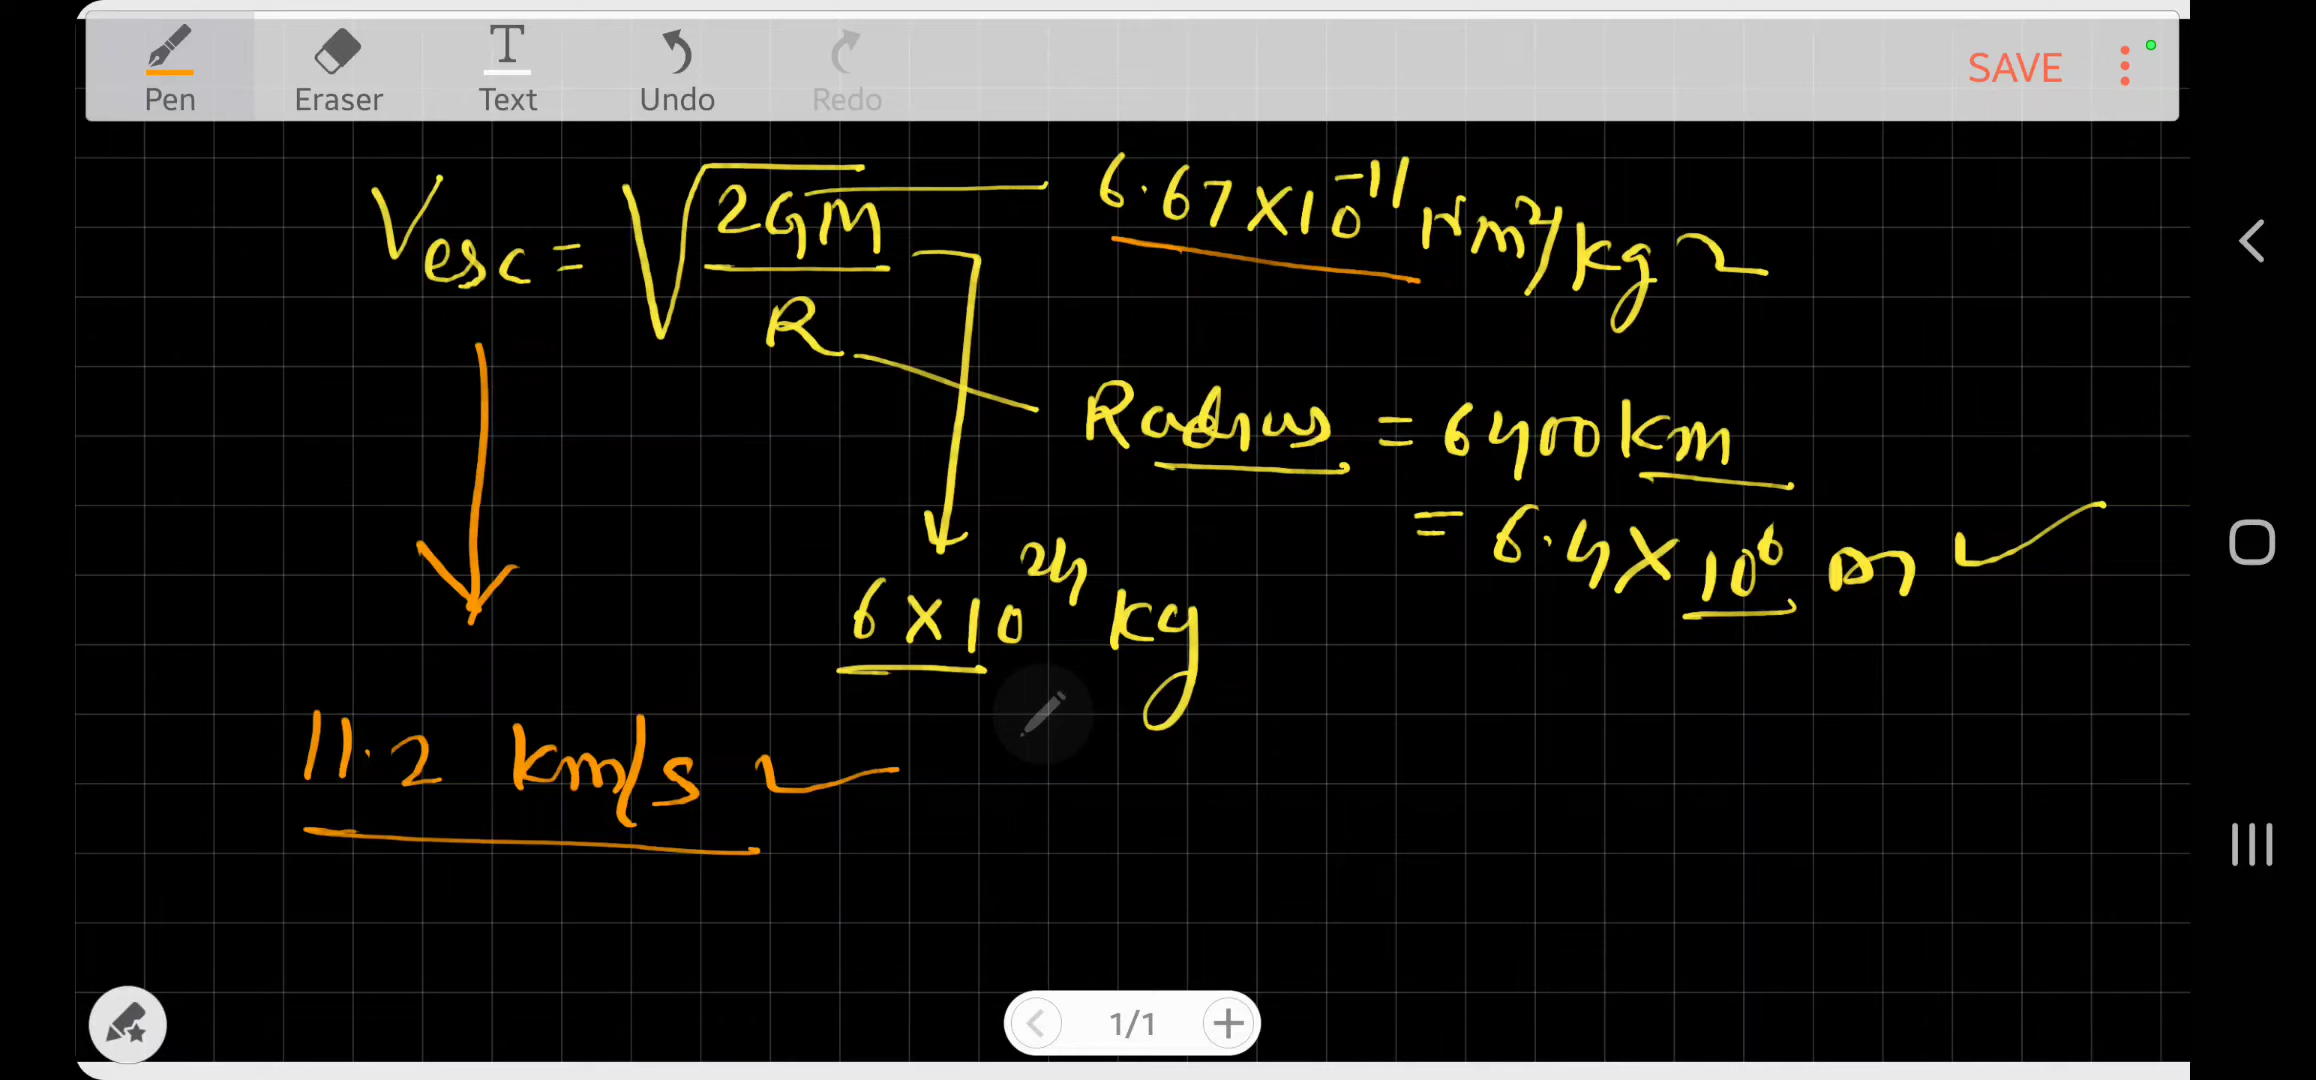 Pen Eraser Text Undo Redo SAVE
Vesc = √(2GM/R)
6.67×10⁻¹¹ Nm²/kg²
Radius = 6400 km
= 6.4×10⁶ m
6×10²⁴ kg
11.2 km/s
1/1